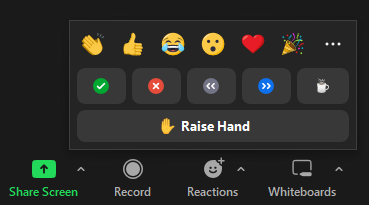 Raise Hand
Share Screen
Record
Reactions
Whiteboards